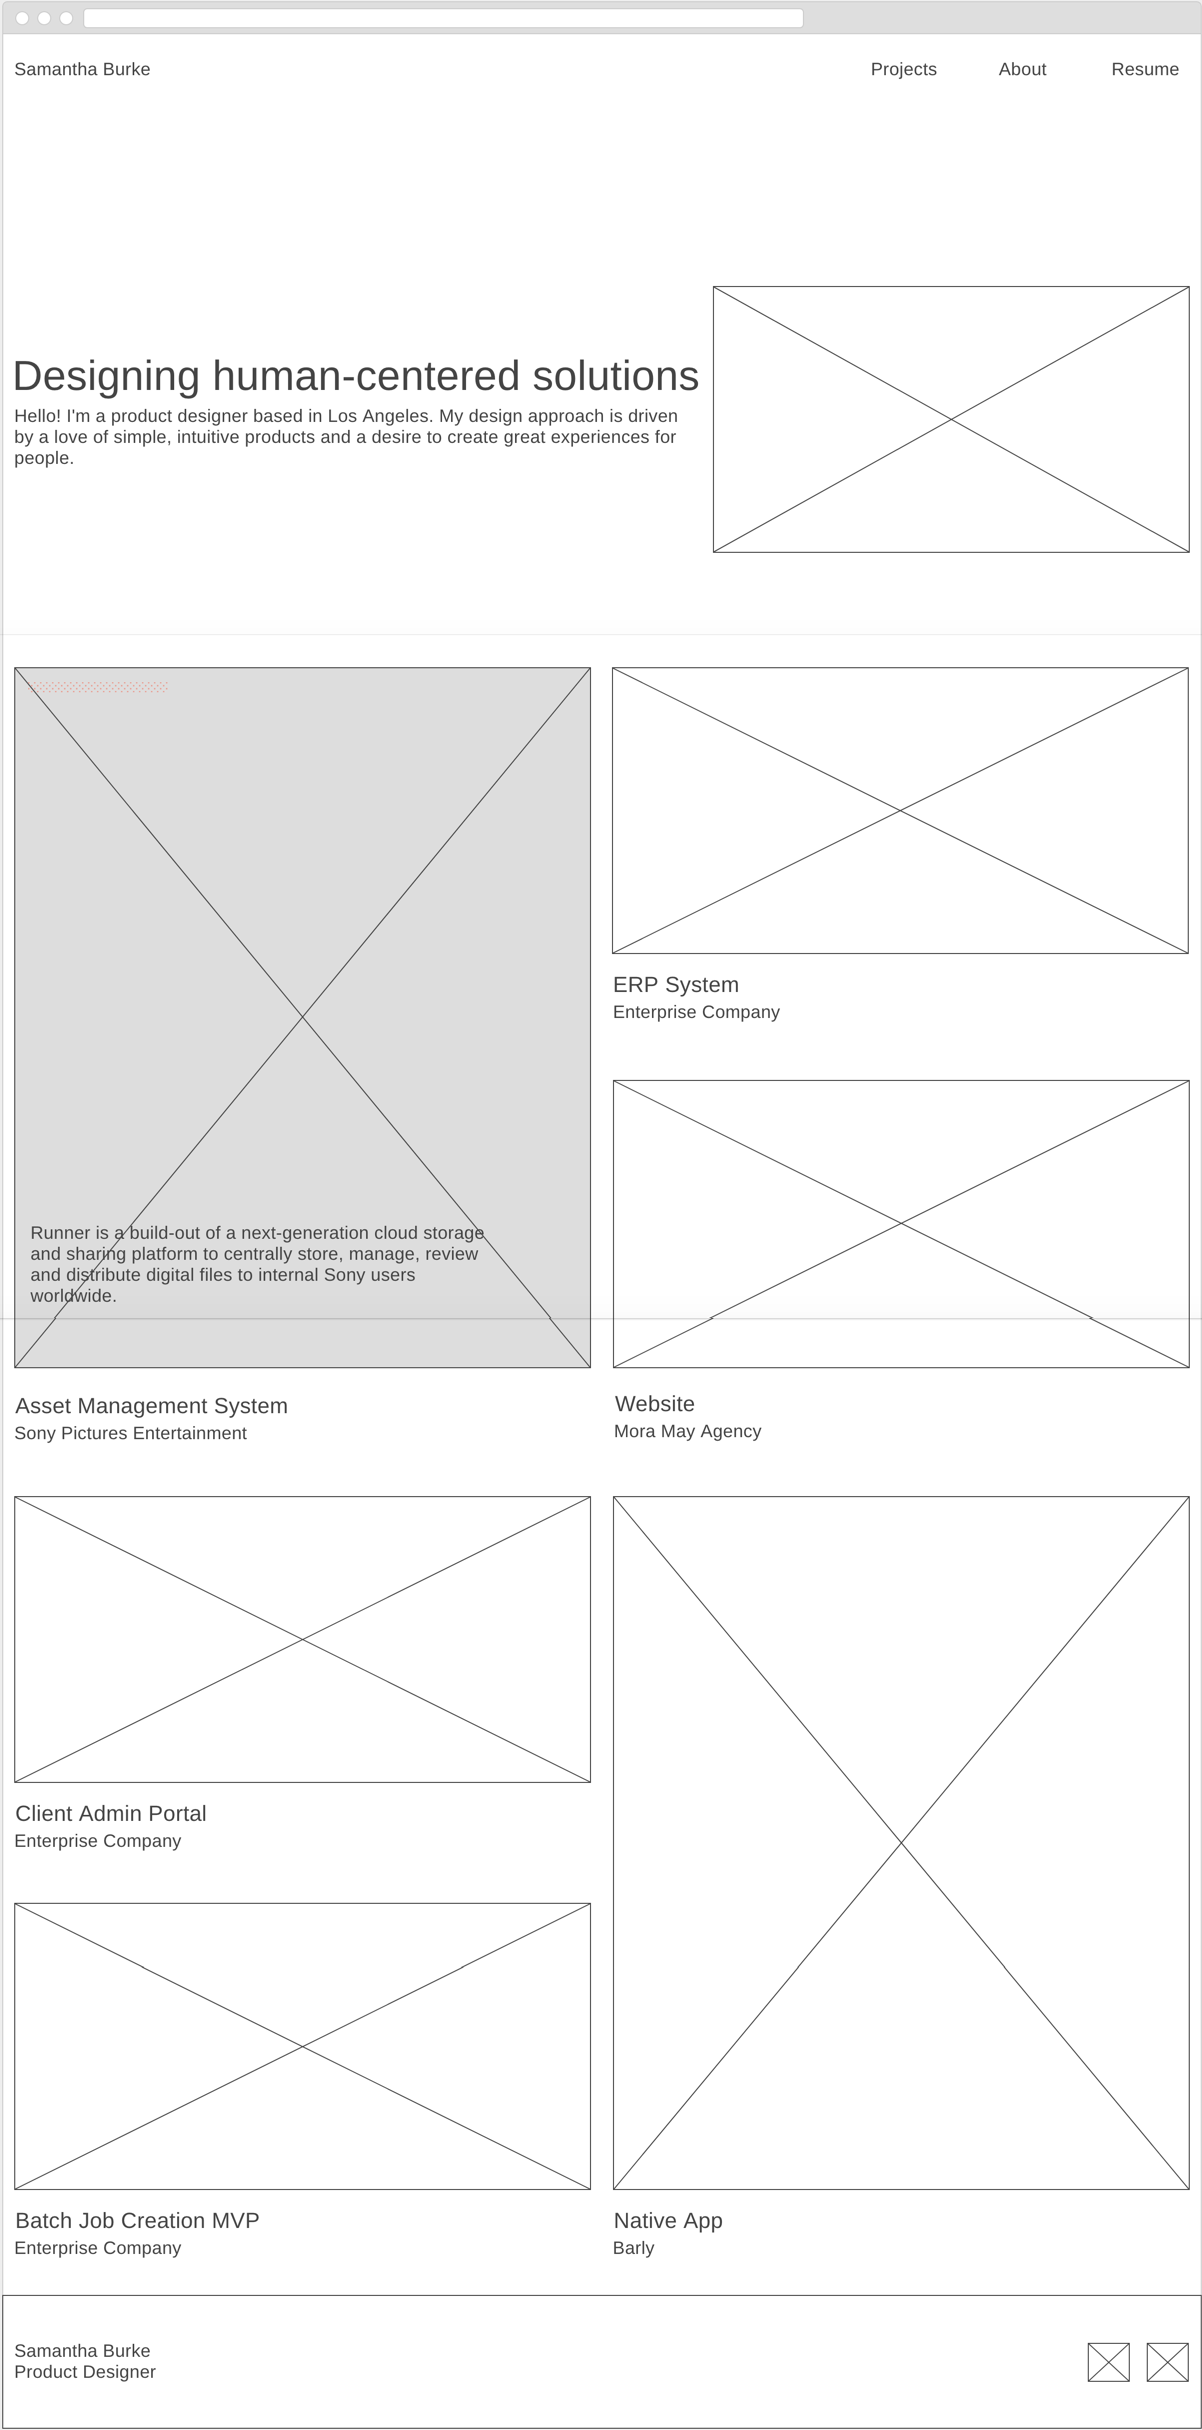 Samantha Burke
Projects
About
Resume
Designing human-centered solutions
Hello! I'm a product designer based in Los Angeles. My design approach is driven
by a love of simple, intuitive products and a desire to create great experiences for
people.
Runner is a build-out of a next-generation cloud storage
and sharing platform to centrally store, manage, review
and distribute digital files to internal Sony users
worldwide.
Asset Management System
Sony Pictures Entertainment
ERP System
Enterprise Company
Website
Mora May Agency
Client Admin Portal
Enterprise Company
Batch Job Creation MVP
Enterprise Company
Native App
Barly
Samantha Burke
Product Designer